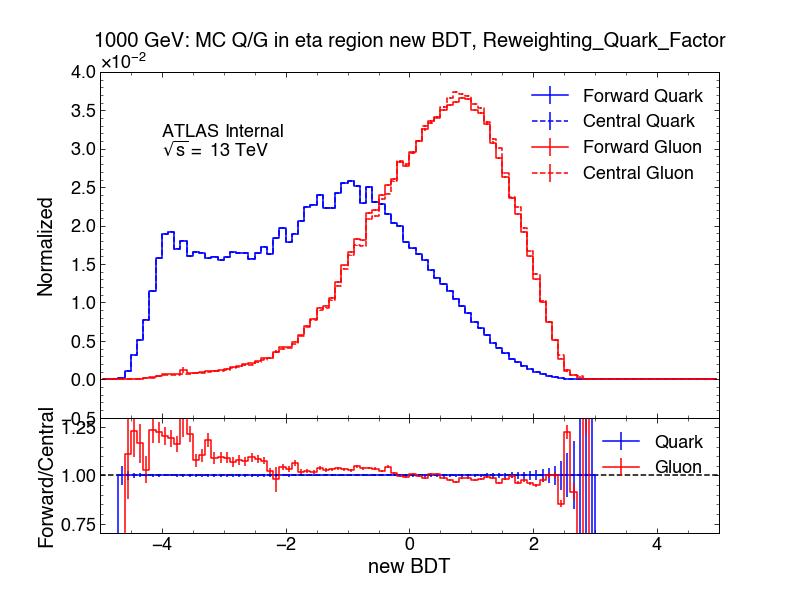 1000 GeV: MC Q/G in eta region new BDT, Reweighting_Quark_Factor
×10−2
4.0
3.5
3.0
2.5
2.0
1.5
1.0
0.5
0.0
−0.5
Normalized
ATLAS Internal
√s = 13 TeV
Forward Quark
Central Quark
Forward Gluon
Central Gluon
1.25
1.00
0.75
Forward/Central
Quark
Gluon
−4 −2 0 2 4
new BDT